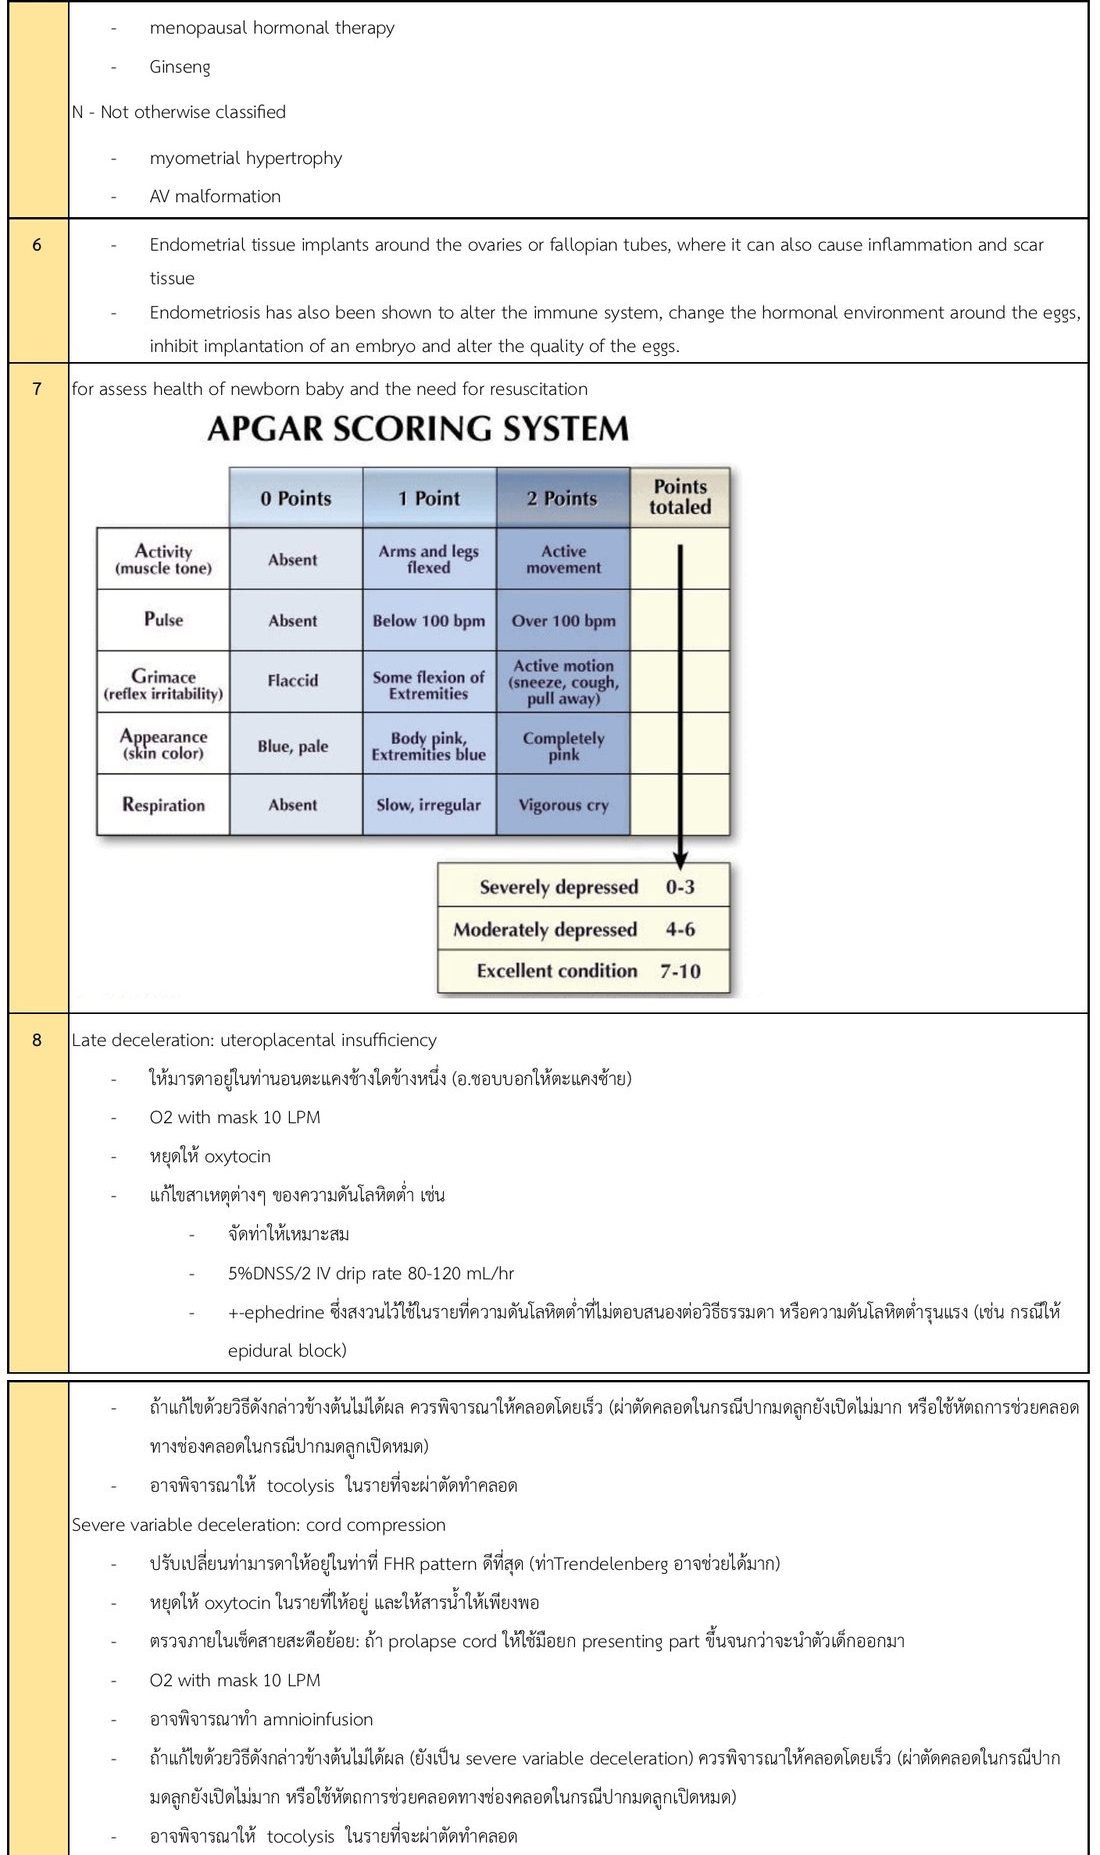 - menopausal hormonal therapy
- Ginseng
N - Not otherwise classified
- myometrial hypertrophy
- AV malformation
6
- Endometrial tissue implants around the ovaries or fallopian tubes, where it can also cause inflammation and scar
tissue
- Endometriosis has also been shown to alter the immune system, change the hormonal environment around the eggs,
inhibit implantation of an embryo and alter the quality of the eggs.
7 for assess health of newborn baby and the need for resuscitation
APGAR SCORING SYSTEM
0 Points 1 Point 2 Points Points totaled
Activity (muscle tone) Absent Arms and legs flexed Active movement
Pulse Absent Below 100 bpm Over 100 bpm
Grimace (reflex irritability) Flaccid Some flexion of Extremities Active motion (sneeze, cough, pull away)
Appearance (skin color) Blue, pale Body pink, Extremities blue Completely pink
Respiration Absent Slow, irregular Vigorous cry
Severely depressed 0-3
Moderately depressed 4-6
Excellent condition 7-10
8 Late deceleration: uteroplacental insufficiency
- ให้มารดาอยู่ในท่านอนตะแคงข้างใดข้างหนึ่ง (อ.ชอบบอกให้ตะแคงซ้าย)
- O2 with mask 10 LPM
- หยุดให้ oxytocin
- แก้ไขสาเหตุต่างๆ ของความดันโลหิตต่ำ เช่น
- จัดท่าให้เหมาะสม
- 5%DNSS/2 IV drip rate 80-120 mL/hr
- +-ephedrine ซึ่งสงวนไว้ใช้ในรายที่ความดันโลหิตต่ำที่ไม่ตอบสนองต่อวิธีธรรมดา หรือความดันโลหิตต่ำรุนแรง (เช่น กรณีให้
epidural block)
- ถ้าแก้ไขด้วยวิธีดังกล่าวข้างต้นไม่ได้ผล ควรพิจารณาให้คลอดโดยเร็ว (ผ่าตัดคลอดในกรณีปากมดลูกยังเปิดไม่มาก หรือใช้หัตถการช่วยคลอด
ทางช่องคลอดในกรณีปากมดลูกเปิดหมด)
- อาจพิจารณาให้ tocolysis ในรายที่จะผ่าตัดทำคลอด
Severe variable deceleration: cord compression
- ปรับเปลี่ยนท่ามารดาให้อยู่ในท่าที่ FHR pattern ดีที่สุด (ท่าTrendelenberg อาจช่วยได้มาก)
- หยุดให้ oxytocin ในรายที่ให้อยู่ และให้สารน้ำให้เพียงพอ
- ตรวจภายในเช็คสายสะดือย้อย: ถ้า prolapse cord ให้ใช้มือยก presenting part ขึ้นจนกว่าจะนำตัวเด็กออกมา
- O2 with mask 10 LPM
- อาจพิจารณาทำ amnioinfusion
- ถ้าแก้ไขด้วยวิธีดังกล่าวข้างต้นไม่ได้ผล (ยังเป็น severe variable deceleration) ควรพิจารณาให้คลอดโดยเร็ว (ผ่าตัดคลอดในกรณีปาก
มดลูกยังเปิดไม่มาก หรือใช้หัตถการช่วยคลอดทางช่องคลอดในกรณีปากมดลูกเปิดหมด)
- อาจพิจารณาให้ tocolysis ในรายที่จะผ่าตัดทำคลอด